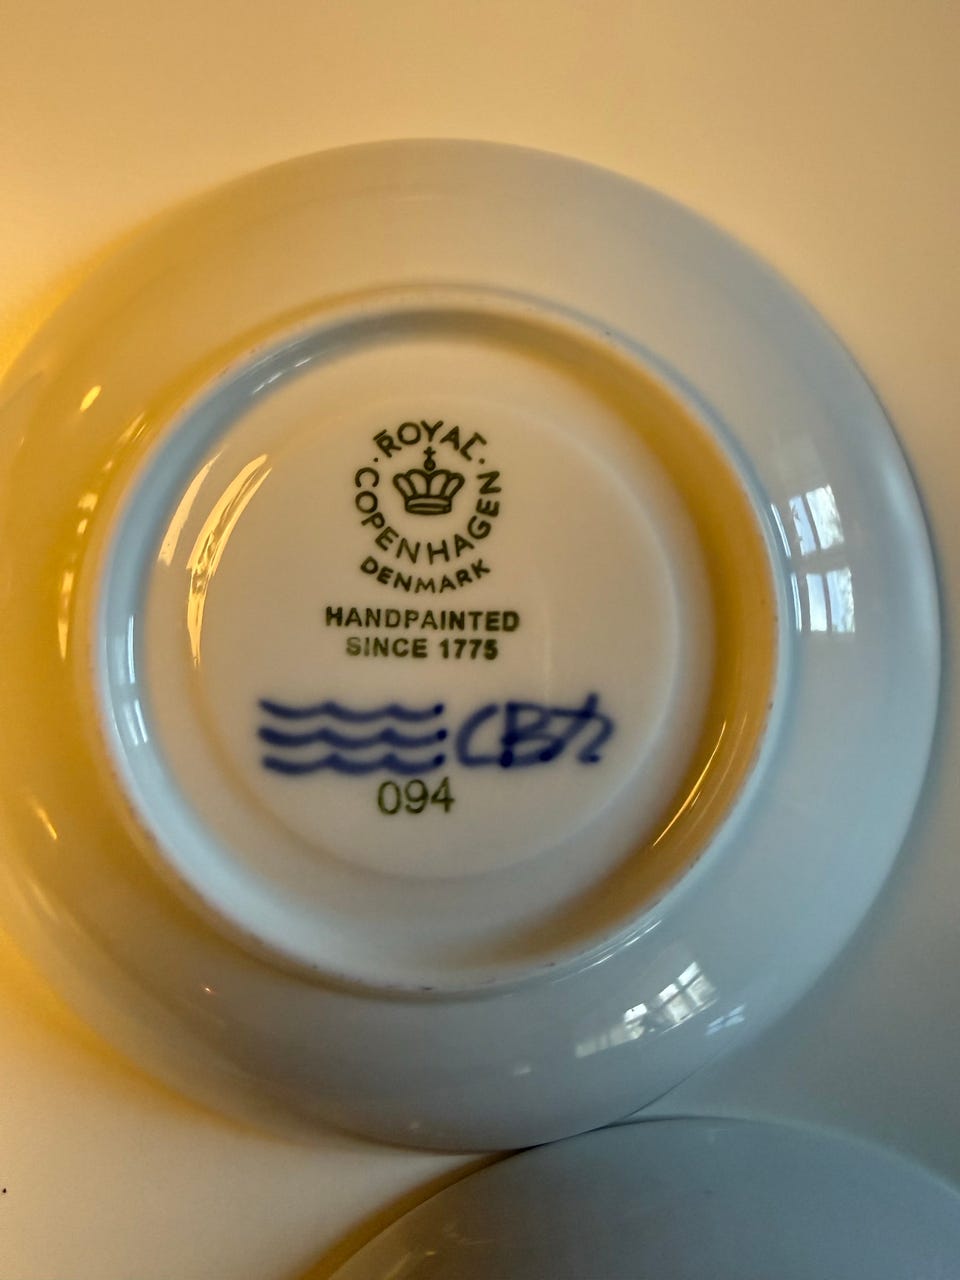 ROYAL
COPENHAGEN
DENMARK
HANDPAINTED
SINCE 1775
094